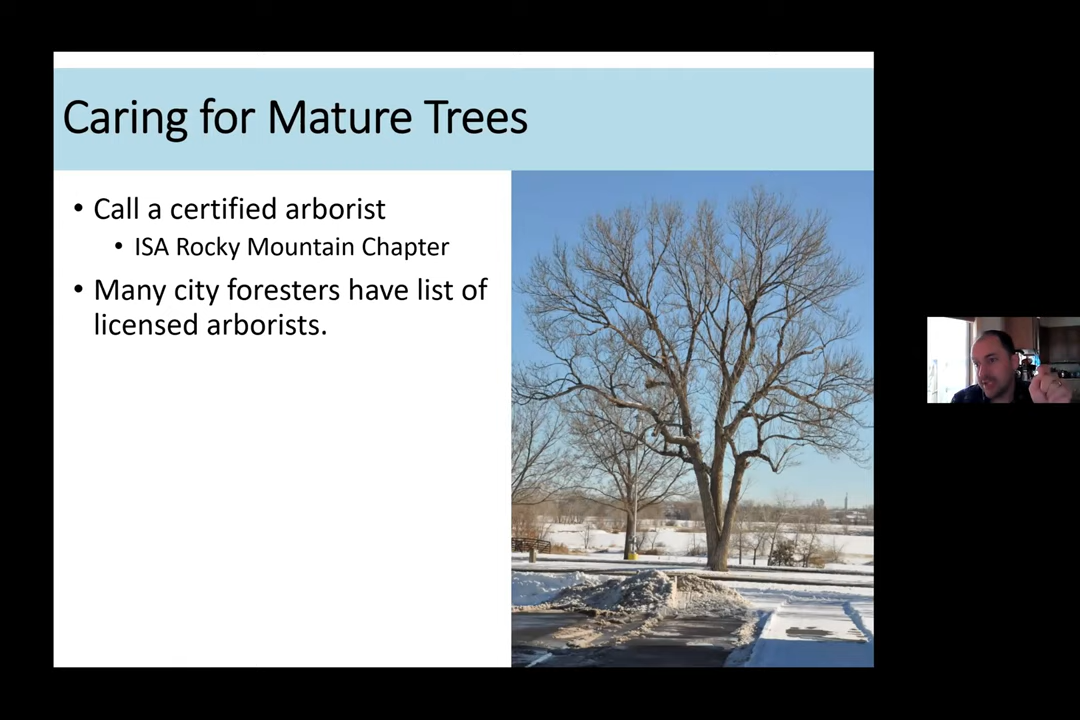 Caring for Mature Trees
• Call a certified arborist
• ISA Rocky Mountain Chapter
• Many city foresters have list of
licensed arborists.